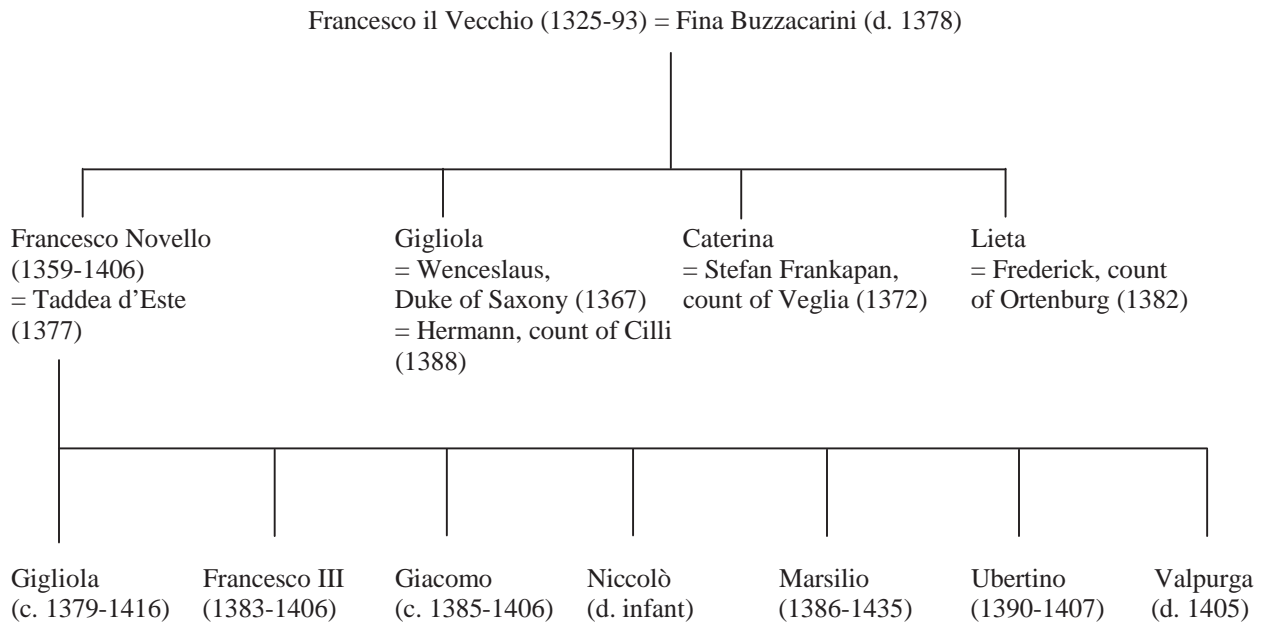 Francesco il Vecchio (1325-93) = Fina Buzzacarini (d. 1378)
Francesco Novello
(1359-1406)
= Taddea d’Este
(1377)
Gigliola
= Wenceslaus,
Duke of Saxony (1367)
= Hermann, count of Cilli
(1388)
Caterina
= Stefan Frankapan,
count of Veglia (1372)
Lieta
= Frederick, count
of Ortenburg (1382)
Gigliola
(c. 1379-1416)
Francesco III
(1383-1406)
Giacomo
(c. 1385-1406)
Niccolò
(d. infant)
Marsilio
(1386-1435)
Ubertino
(1390-1407)
Valpurga
(d. 1405)